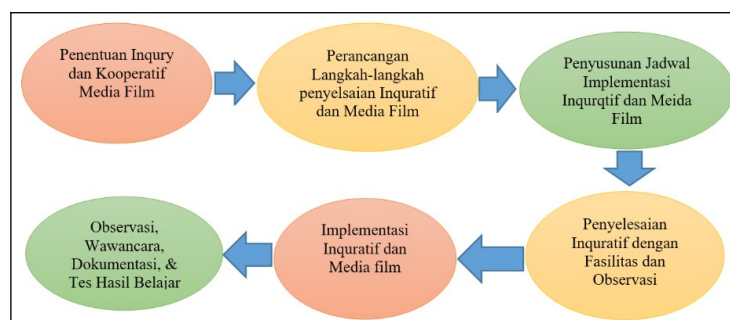 Penentuan Inqury
dan Kooperatif
Media Film
Perancangan
Langkah-langkah
penyelsaian Inquratif
dan Media Film
Penyusunan Jadwal
Implementasi
Inqurqtif dan Meida
Film
Penyelesaian
Inquratif dengan
Fasilitas dan
Observasi
Implementasi
Inquratif dan
Media film
Observasi,
Wawancara,
Dokumentasi, &
Tes Hasil Belajar